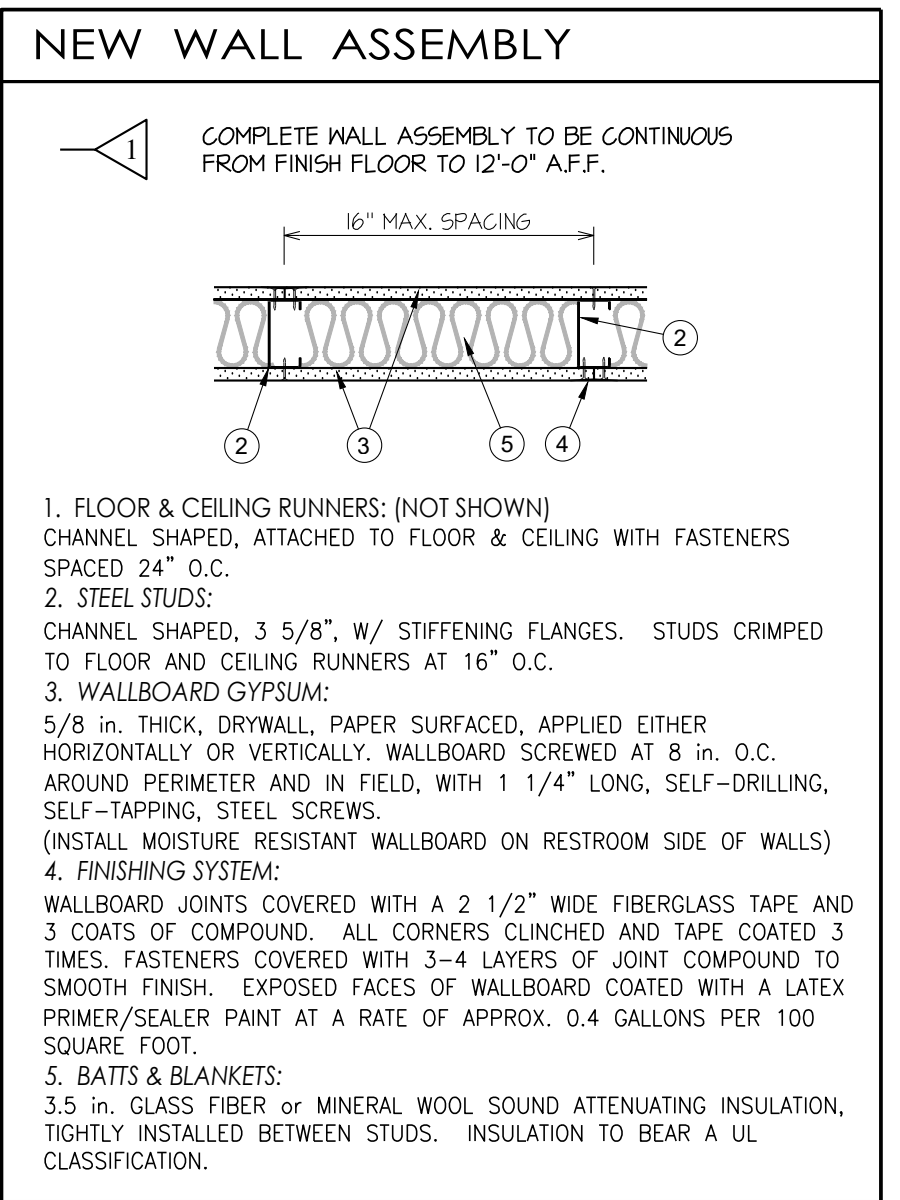 NEW WALL ASSEMBLY
1
COMPLETE WALL ASSEMBLY TO BE CONTINUOUS
FROM FINISH FLOOR TO 12'-0" A.F.F.
16" MAX. SPACING
2
2
3
5
4
1. FLOOR & CEILING RUNNERS: (NOT SHOWN)
CHANNEL SHAPED, ATTACHED TO FLOOR & CEILING WITH FASTENERS
SPACED 24" O.C.
2. STEEL STUDS:
CHANNEL SHAPED, 3 5/8", W/ STIFFENING FLANGES. STUDS CRIMPED
TO FLOOR AND CEILING RUNNERS AT 16" O.C.
3. WALLBOARD GYPSUM:
5/8 in. THICK, DRYWALL, PAPER SURFACED, APPLIED EITHER
HORIZONTALLY OR VERTICALLY. WALLBOARD SCREWED AT 8 in. O.C.
AROUND PERIMETER AND IN FIELD, WITH 1 1/4" LONG, SELF-DRILLING,
SELF-TAPPING, STEEL SCREWS.
(INSTALL MOISTURE RESISTANT WALLBOARD ON RESTROOM SIDE OF WALLS)
4. FINISHING SYSTEM:
WALLBOARD JOINTS COVERED WITH A 2 1/2" WIDE FIBERGLASS TAPE AND
3 COATS OF COMPOUND. ALL CORNERS CLINCHED AND TAPE COATED 3
TIMES. FASTENERS COVERED WITH 3-4 LAYERS OF JOINT COMPOUND TO
SMOOTH FINISH. EXPOSED FACES OF WALLBOARD COATED WITH A LATEX
PRIMER/SEALER PAINT AT A RATE OF APPROX. 0.4 GALLONS PER 100
SQUARE FOOT.
5. BATTS & BLANKETS:
3.5 in. GLASS FIBER or MINERAL WOOL SOUND ATTENUATING INSULATION,
TIGHTLY INSTALLED BETWEEN STUDS. INSULATION TO BEAR A UL
CLASSIFICATION.